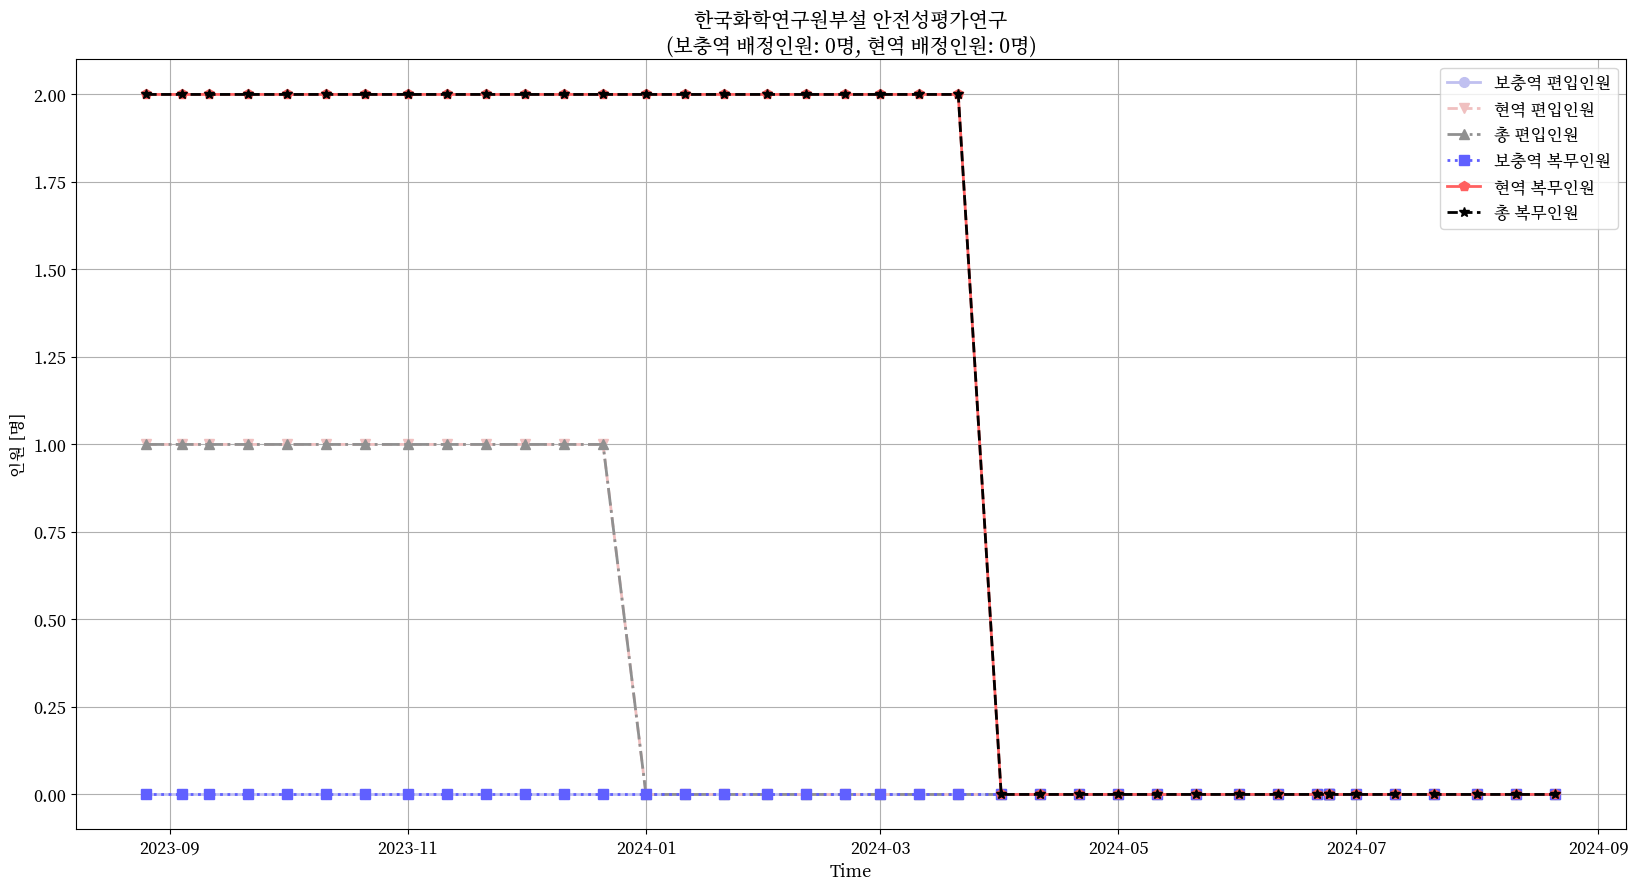 한국화학연구원부설 안전성평가연구
(보충역 배정인원: 0명, 현역 배정인원: 0명)
보충역 편입인원
현역 편입인원
총 편입인원
보충역 복무인원
현역 복무인원
총 복무인원
인원 [명]
2.00
1.75
1.50
1.25
1.00
0.75
0.50
0.25
0.00
2023-09
2023-11
2024-01
2024-03
2024-05
2024-07
2024-09
Time